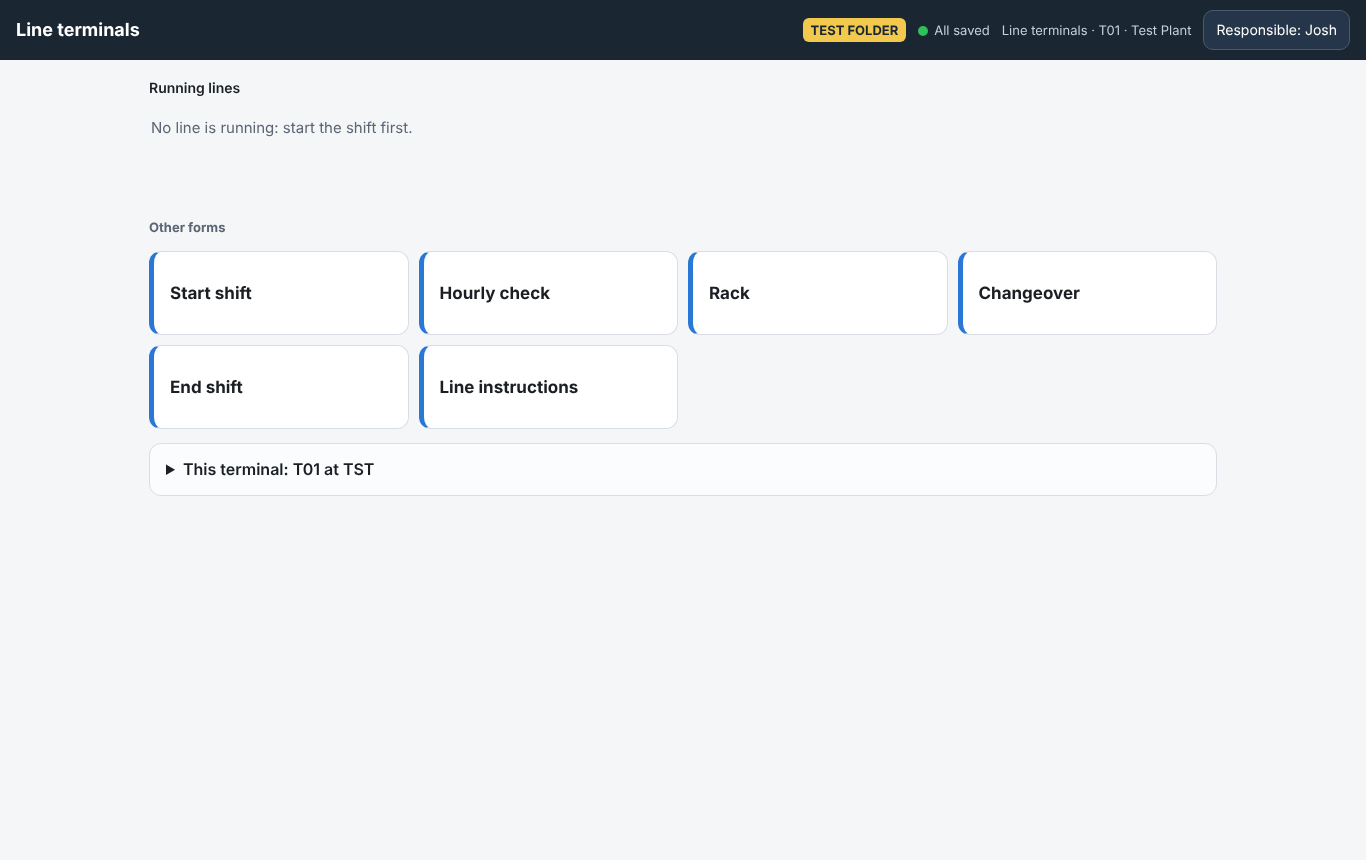 Line terminals
TEST FOLDER
All saved
Line terminals · T01 · Test Plant
Responsible: Josh
Running lines
No line is running: start the shift first.
Other forms
Start shift
Hourly check
Rack
Changeover
End shift
Line instructions
This terminal: T01 at TST